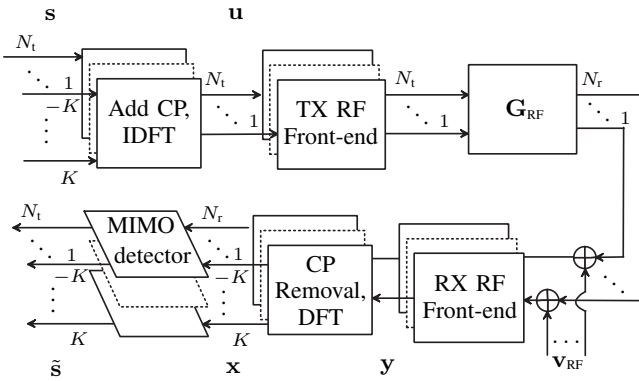 s u
N_t
N_t N_t N_r
1
-K
Add CP, IDFT
1
TX RF Front-end
1
G_RF
1
K
N_t
MIMO detector
N_r
1
-K
1
-K
CP Removal, DFT
RX RF Front-end
K
K
v_RF
s̃ x y